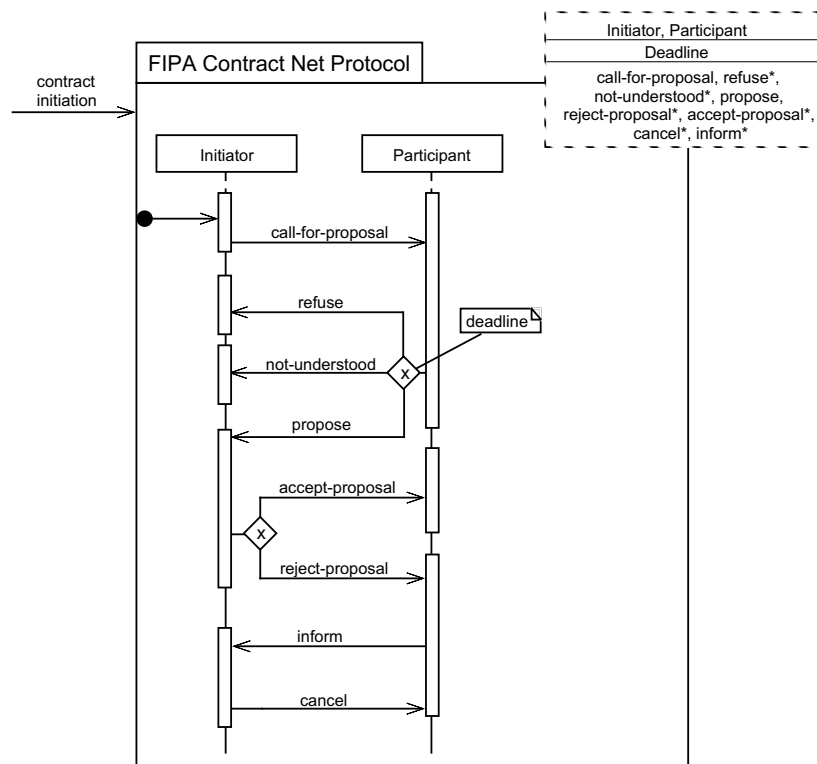 Initiator, Participant
Deadline
call-for-proposal, refuse*,
not-understood*, propose,
reject-proposal*, accept-proposal*,
cancel*, inform*
FIPA Contract Net Protocol
contract
initiation
Initiator
Participant
call-for-proposal
refuse
deadline
not-understood
x
propose
accept-proposal
x
reject-proposal
inform
cancel